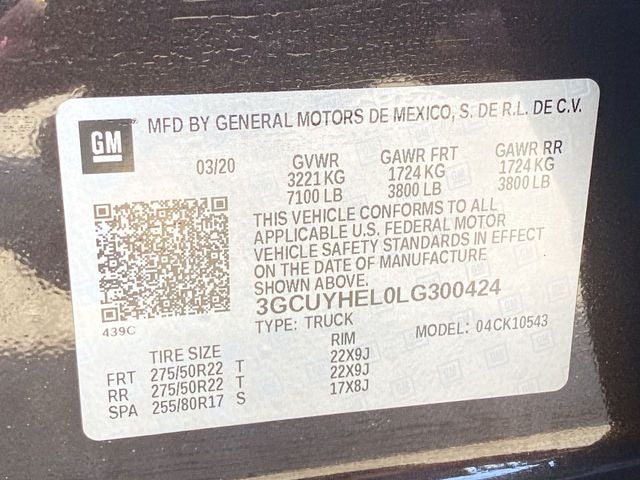 GM MFD BY GENERAL MOTORS DE MEXICO, S. DE R.L. DE C.V.
03/20 GVWR GAWR FRT GAWR RR
3221 KG 1724 KG 1724 KG
7100 LB 3800 LB 3800 LB
THIS VEHICLE CONFORMS TO ALL
APPLICABLE U.S. FEDERAL MOTOR
VEHICLE SAFETY STANDARDS IN EFFECT
ON THE DATE OF MANUFACTURE
SHOWN ABOVE.
3GCUYHEL0LG300424
439C TYPE: TRUCK MODEL: 04CK10543
TIRE SIZE RIM
FRT 275/50R22 T 22X9J
RR 275/50R22 T 22X9J
SPA 255/80R17 S 17X8J